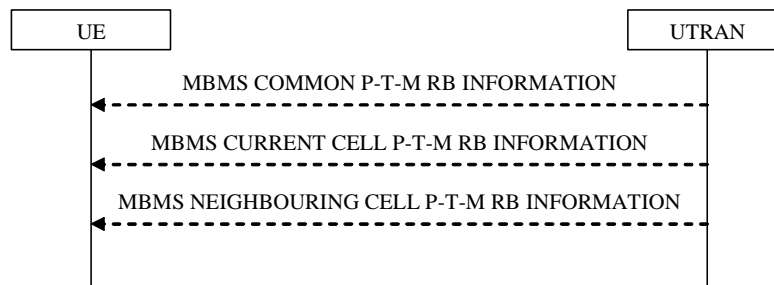 UE
UTRAN
MBMS COMMON P-T-M RB INFORMATION
MBMS CURRENT CELL P-T-M RB INFORMATION
MBMS NEIGHBOURING CELL P-T-M RB INFORMATION